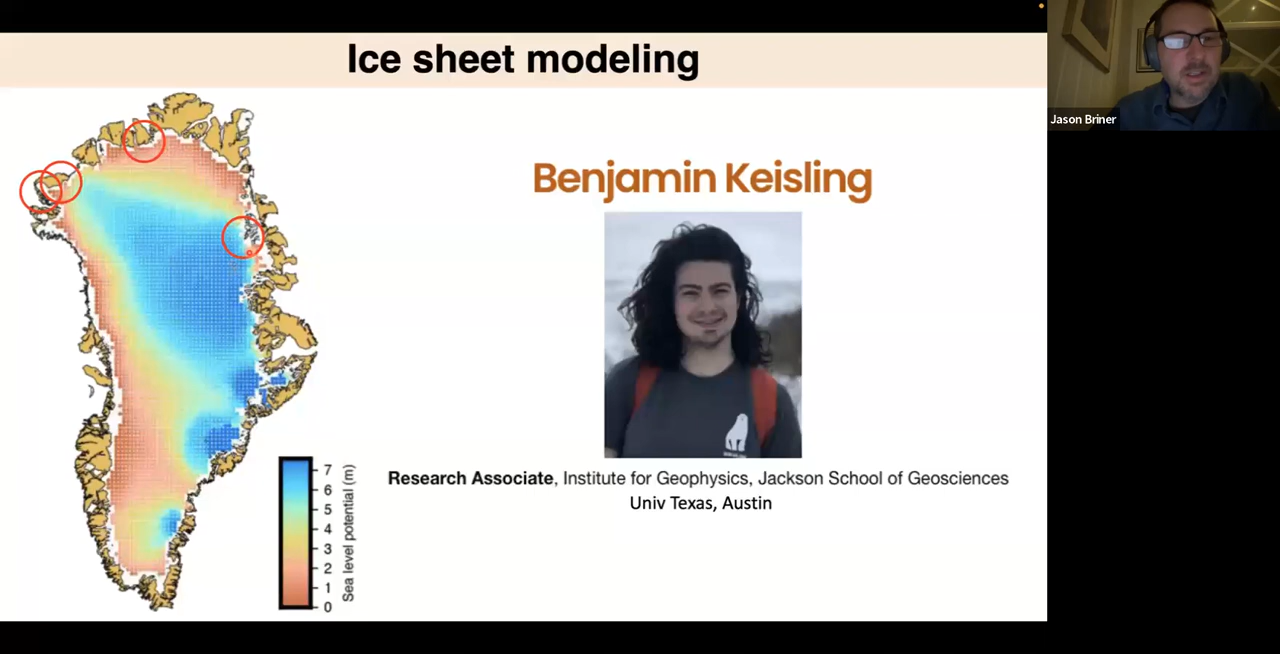 Ice sheet modeling
Jason Briner
Benjamin Keisling
Research Associate, Institute for Geophysics, Jackson School of Geosciences
Univ Texas, Austin
7
6
5
4
3
2
1
0
Sea level potential (m)